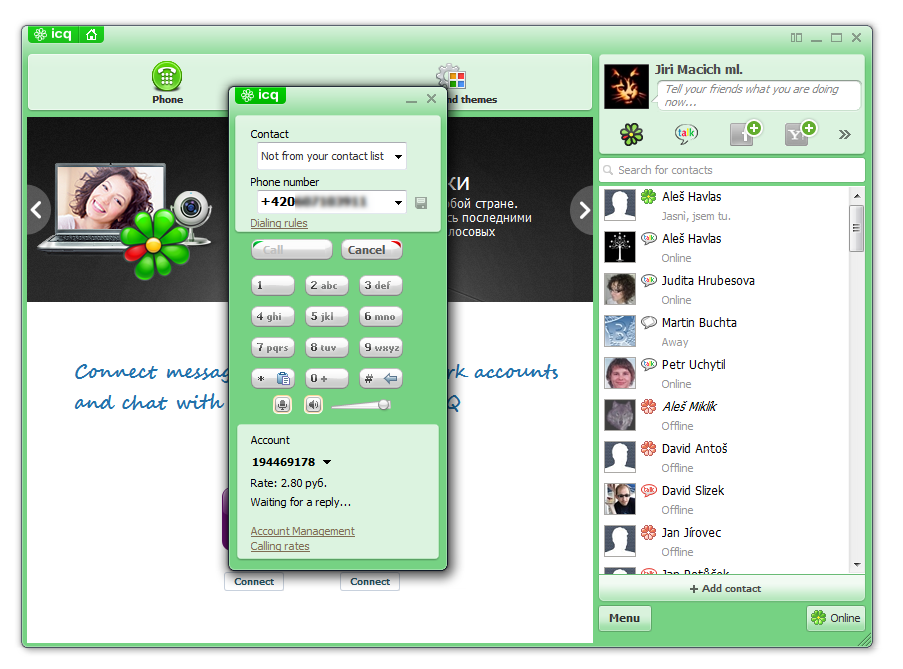 icq
Phone
nd themes
ки
бой стране.
сь последними
лосовых
Connect messag
rk accounts
and chat with
Q
Connect
Connect
icq
Contact
Not from your contact list
Phone number
+420
Dialing rules
Call
Cancel
1
2 abc
3 def
4 ghi
5 jkl
6 mno
7 pqrs
8 tuv
9 wxyz
*
0 +
#
Account
194469178
Rate: 2.80 руб.
Waiting for a reply...
Account Management
Calling rates
Jiri Macich ml.
Tell your friends what you are doing
now...
talk
f
Y!
Search for contacts
Aleš Havlas
Jasní, jsem tu.
Aleš Havlas
Online
Judita Hrubesova
Online
Martin Buchta
Away
Petr Uchytil
Online
Aleš Miklík
Offline
David Antoš
Offline
David Slizek
Offline
Jan Jírovec
Offline
Jan Potůček
+ Add contact
Menu
Online